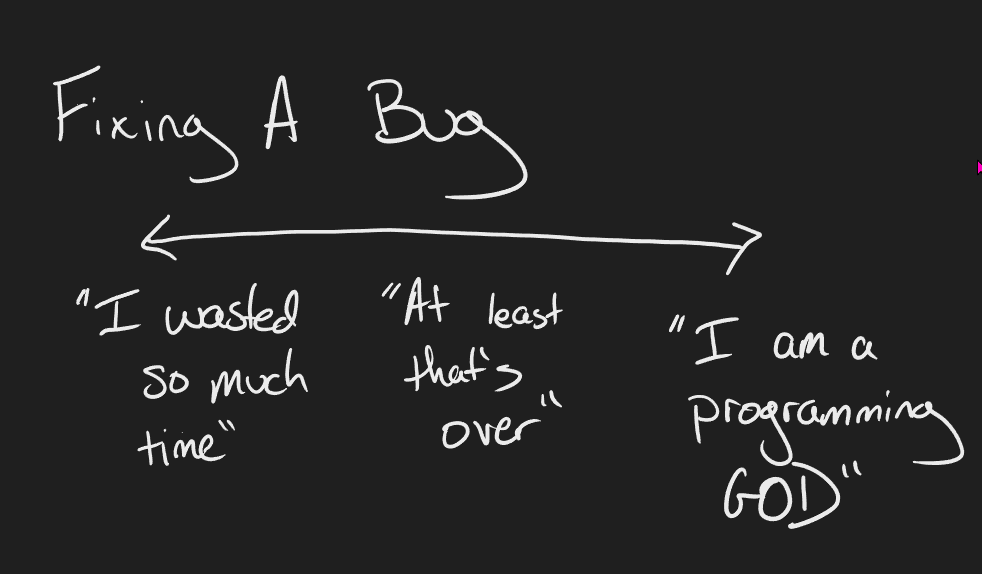 Fixing A Bug
"I wasted
so much
time"
"At least
that's
over"
"I am a
programming
GOD"